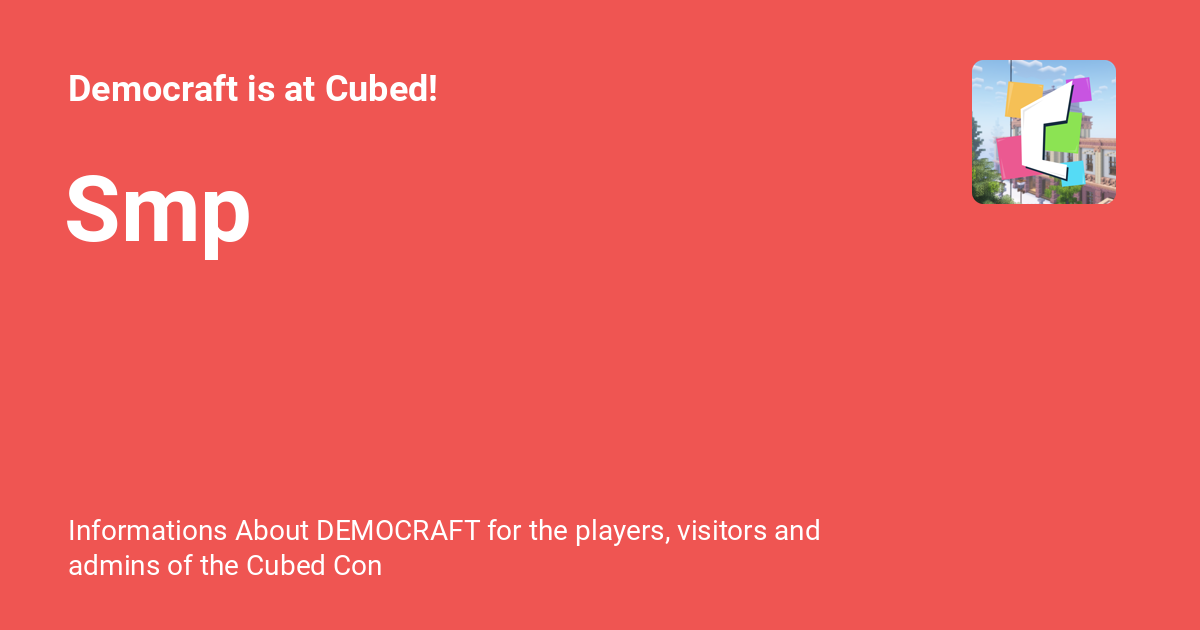 Democraft is at Cubed!
Smp
Informations About DEMOCRAFT for the players, visitors and
admins of the Cubed Con